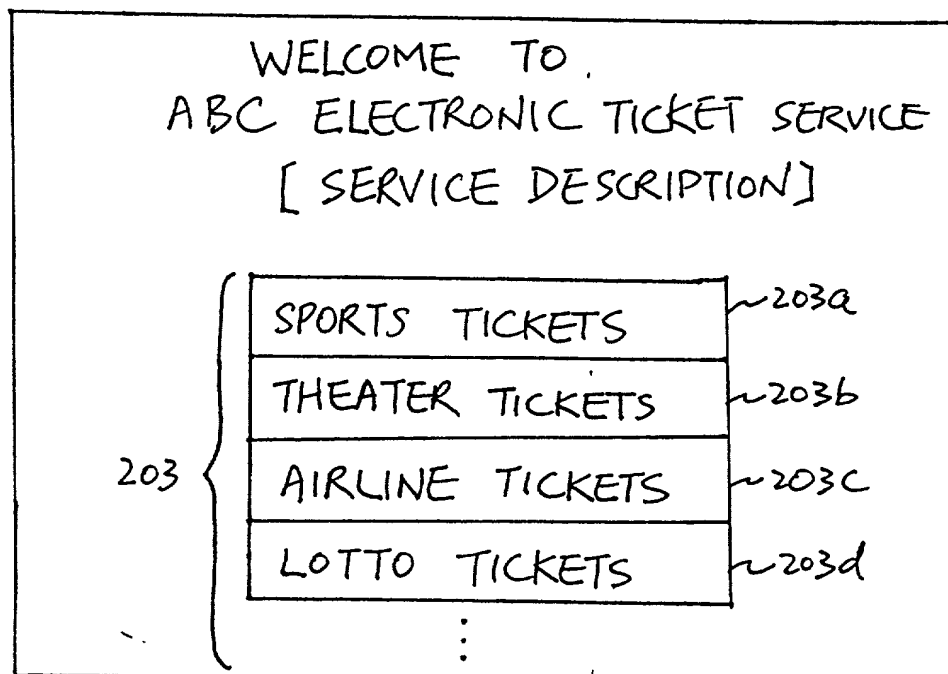 WELCOME TO
ABC ELECTRONIC TICKET SERVICE
[ SERVICE DESCRIPTION ]
SPORTS TICKETS 203a
THEATER TICKETS 203b
203 AIRLINE TICKETS 203c
LOTTO TICKETS 203d